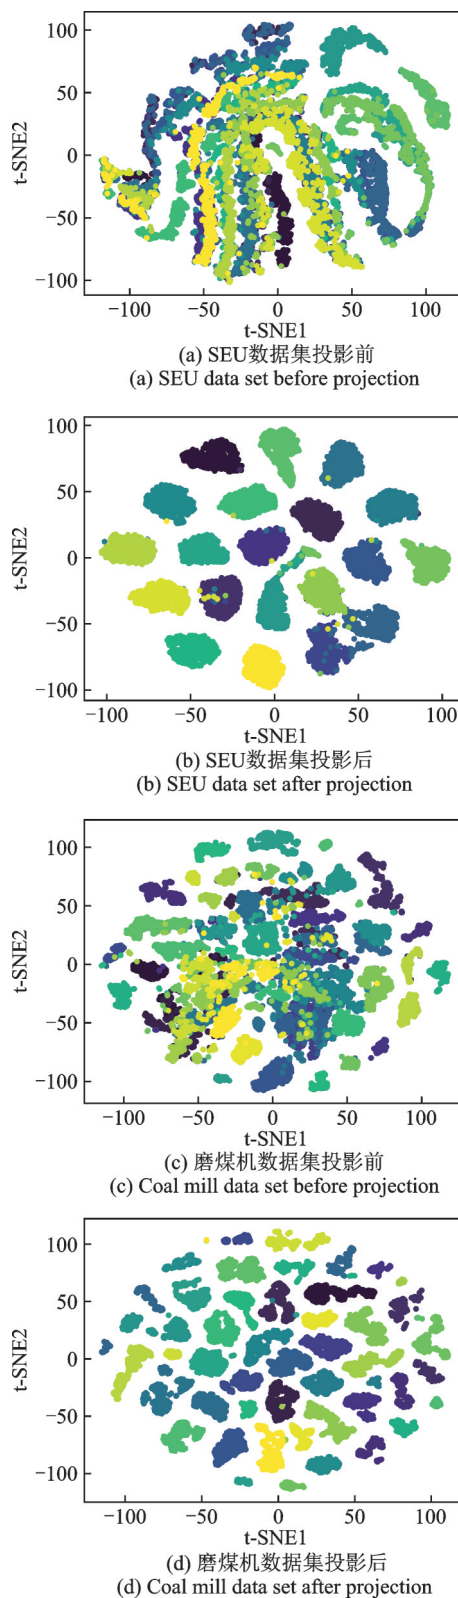 100
50
0
−50
−100
t-SNE2
−100
−50
0
50
100
t-SNE1
(a) SEU数据集投影前
(a) SEU data set before projection
100
50
0
−50
−100
t-SNE2
−100
−50
0
50
100
t-SNE1
(b) SEU数据集投影后
(b) SEU data set after projection
100
50
0
−50
−100
t-SNE2
−100
−50
0
50
100
t-SNE1
(c) 磨煤机数据集投影前
(c) Coal mill data set before projection
100
50
0
−50
−100
t-SNE2
−100
−50
0
50
100
t-SNE1
(d) 磨煤机数据集投影后
(d) Coal mill data set after projection